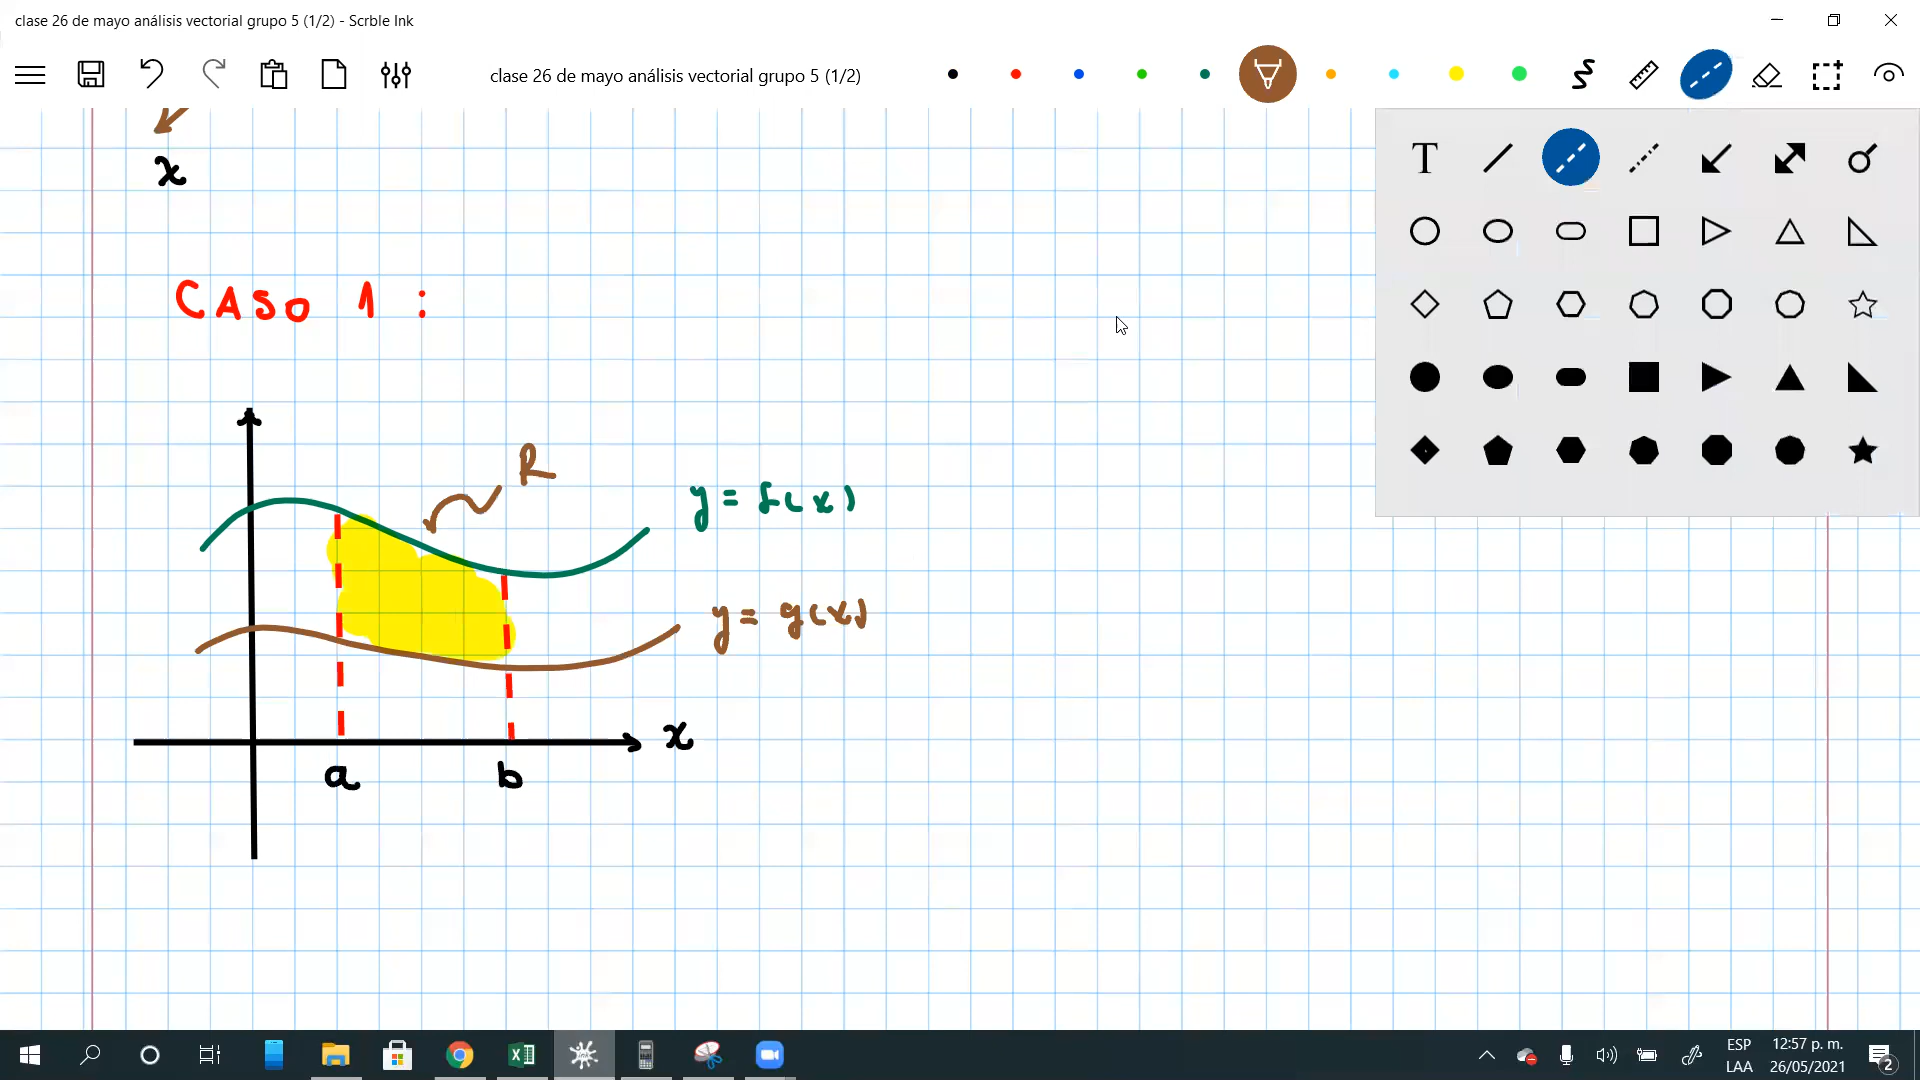 clase 26 de mayo análisis vectorial grupo 5 (1/2) - Scrble Ink
clase 26 de mayo análisis vectorial grupo 5 (1/2)
T
x
CASO 1 :
R
y = f(x)
y = g(x)
x
a b
ESP 12:57 p. m.
LAA 26/05/2021
2